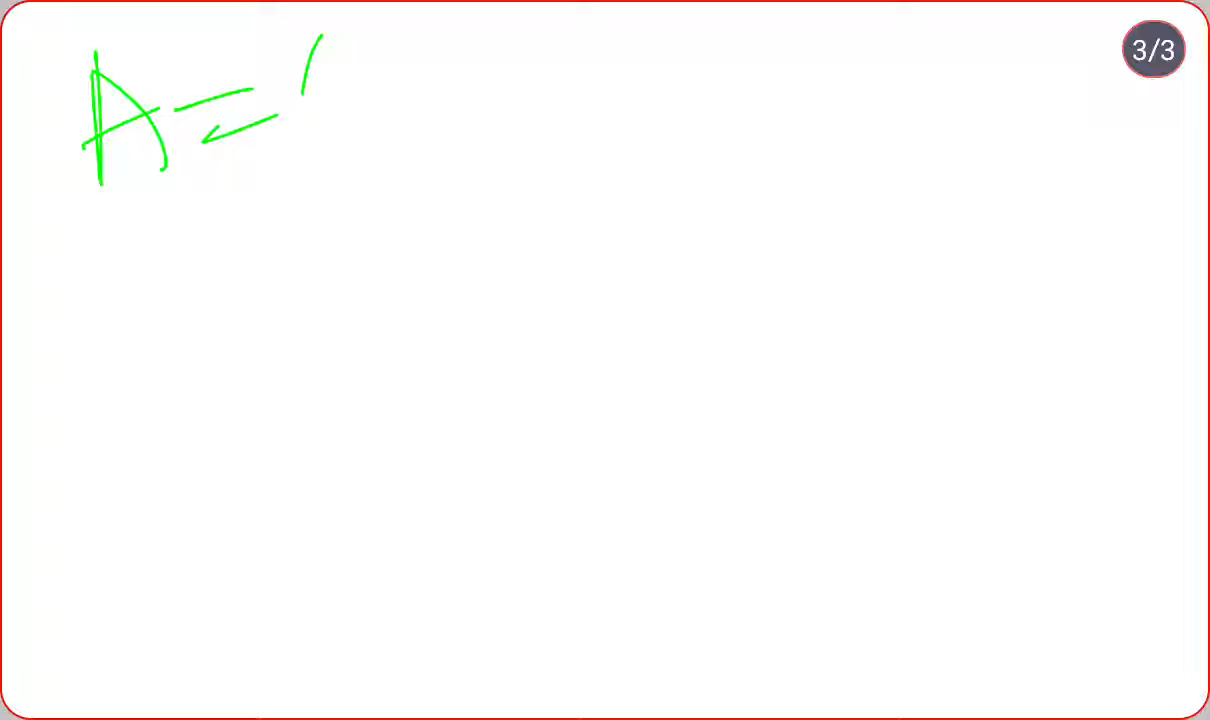 A = (
3/3